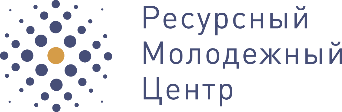 Ресурсный
Молодежный
Центр